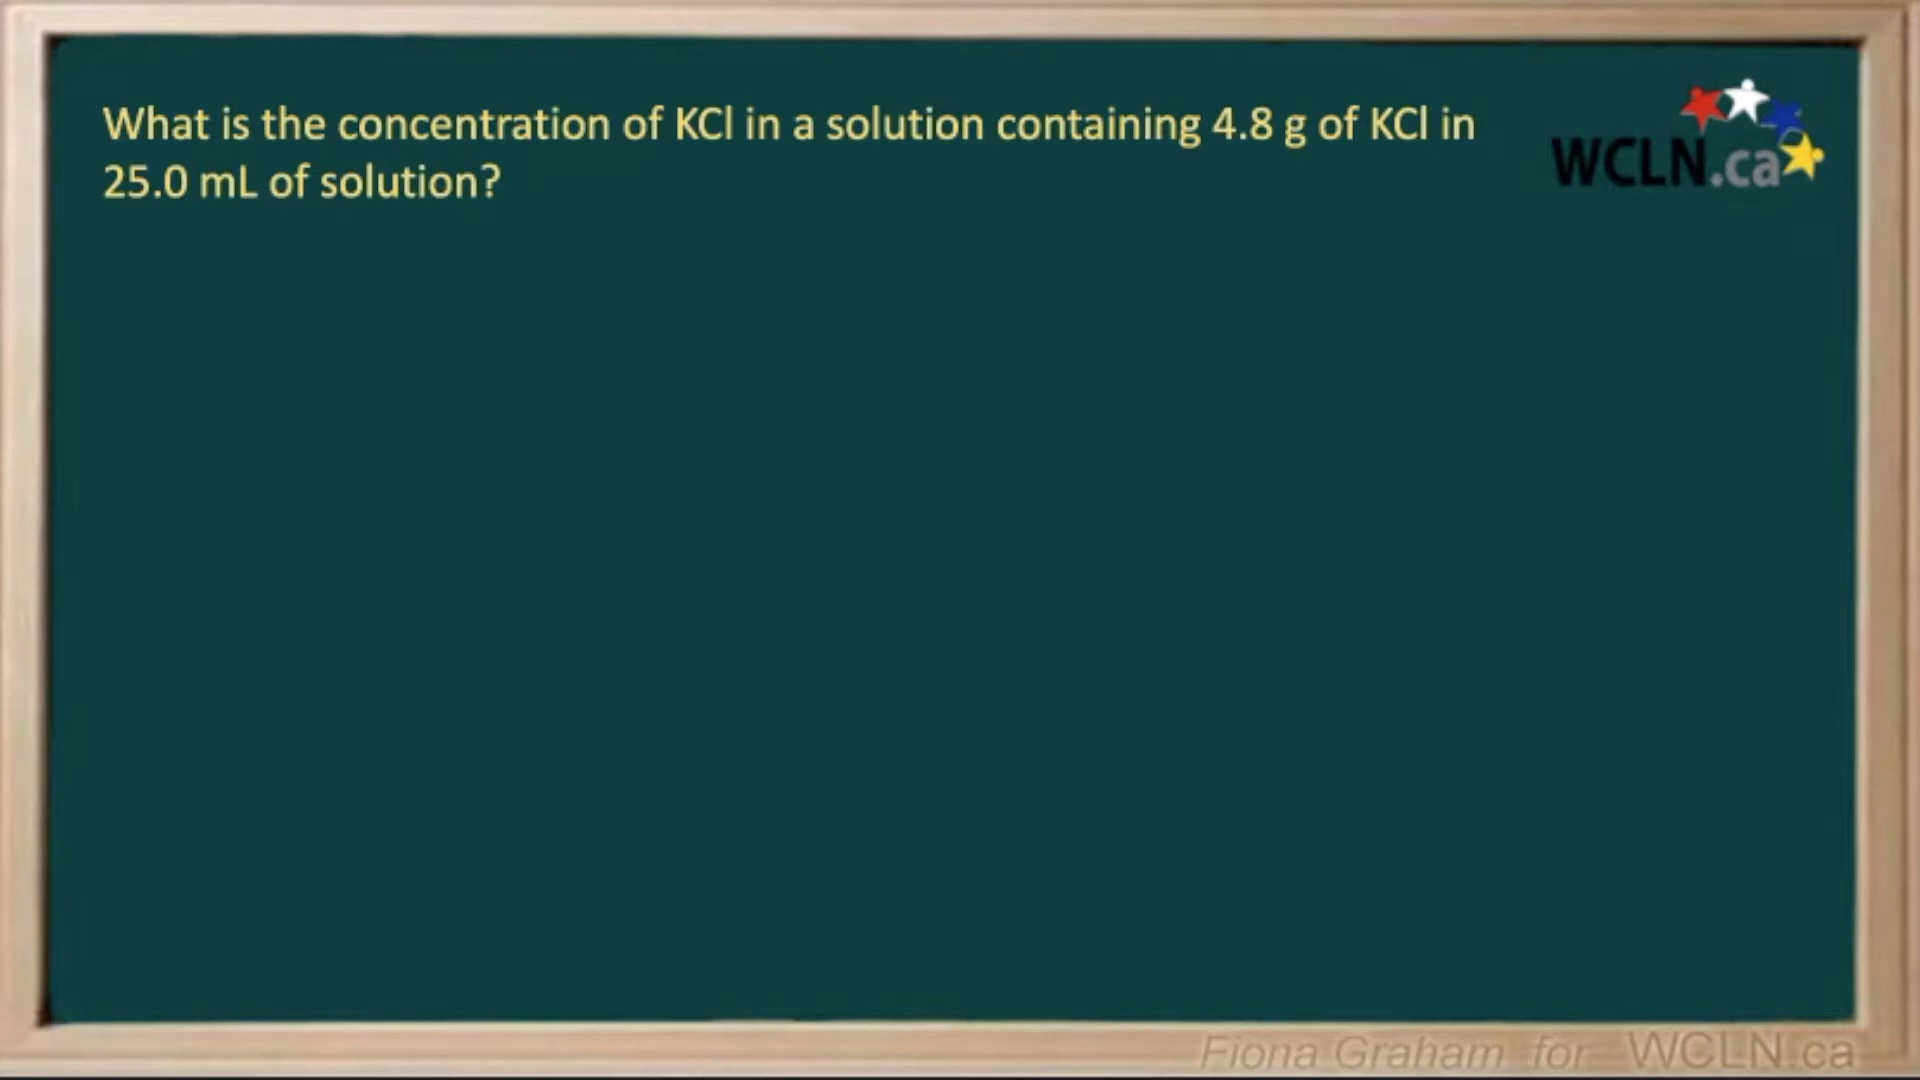 What is the concentration of KCl in a solution containing 4.8 g of KCl in
25.0 mL of solution?
WCLN.ca
Fiona Graham for WCLN.ca